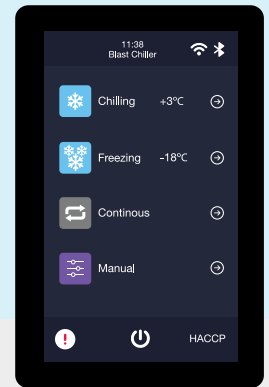 11:38
Blast Chiller
Chilling +3°C
Freezing -18°C
Continous
Manual
! HACCP